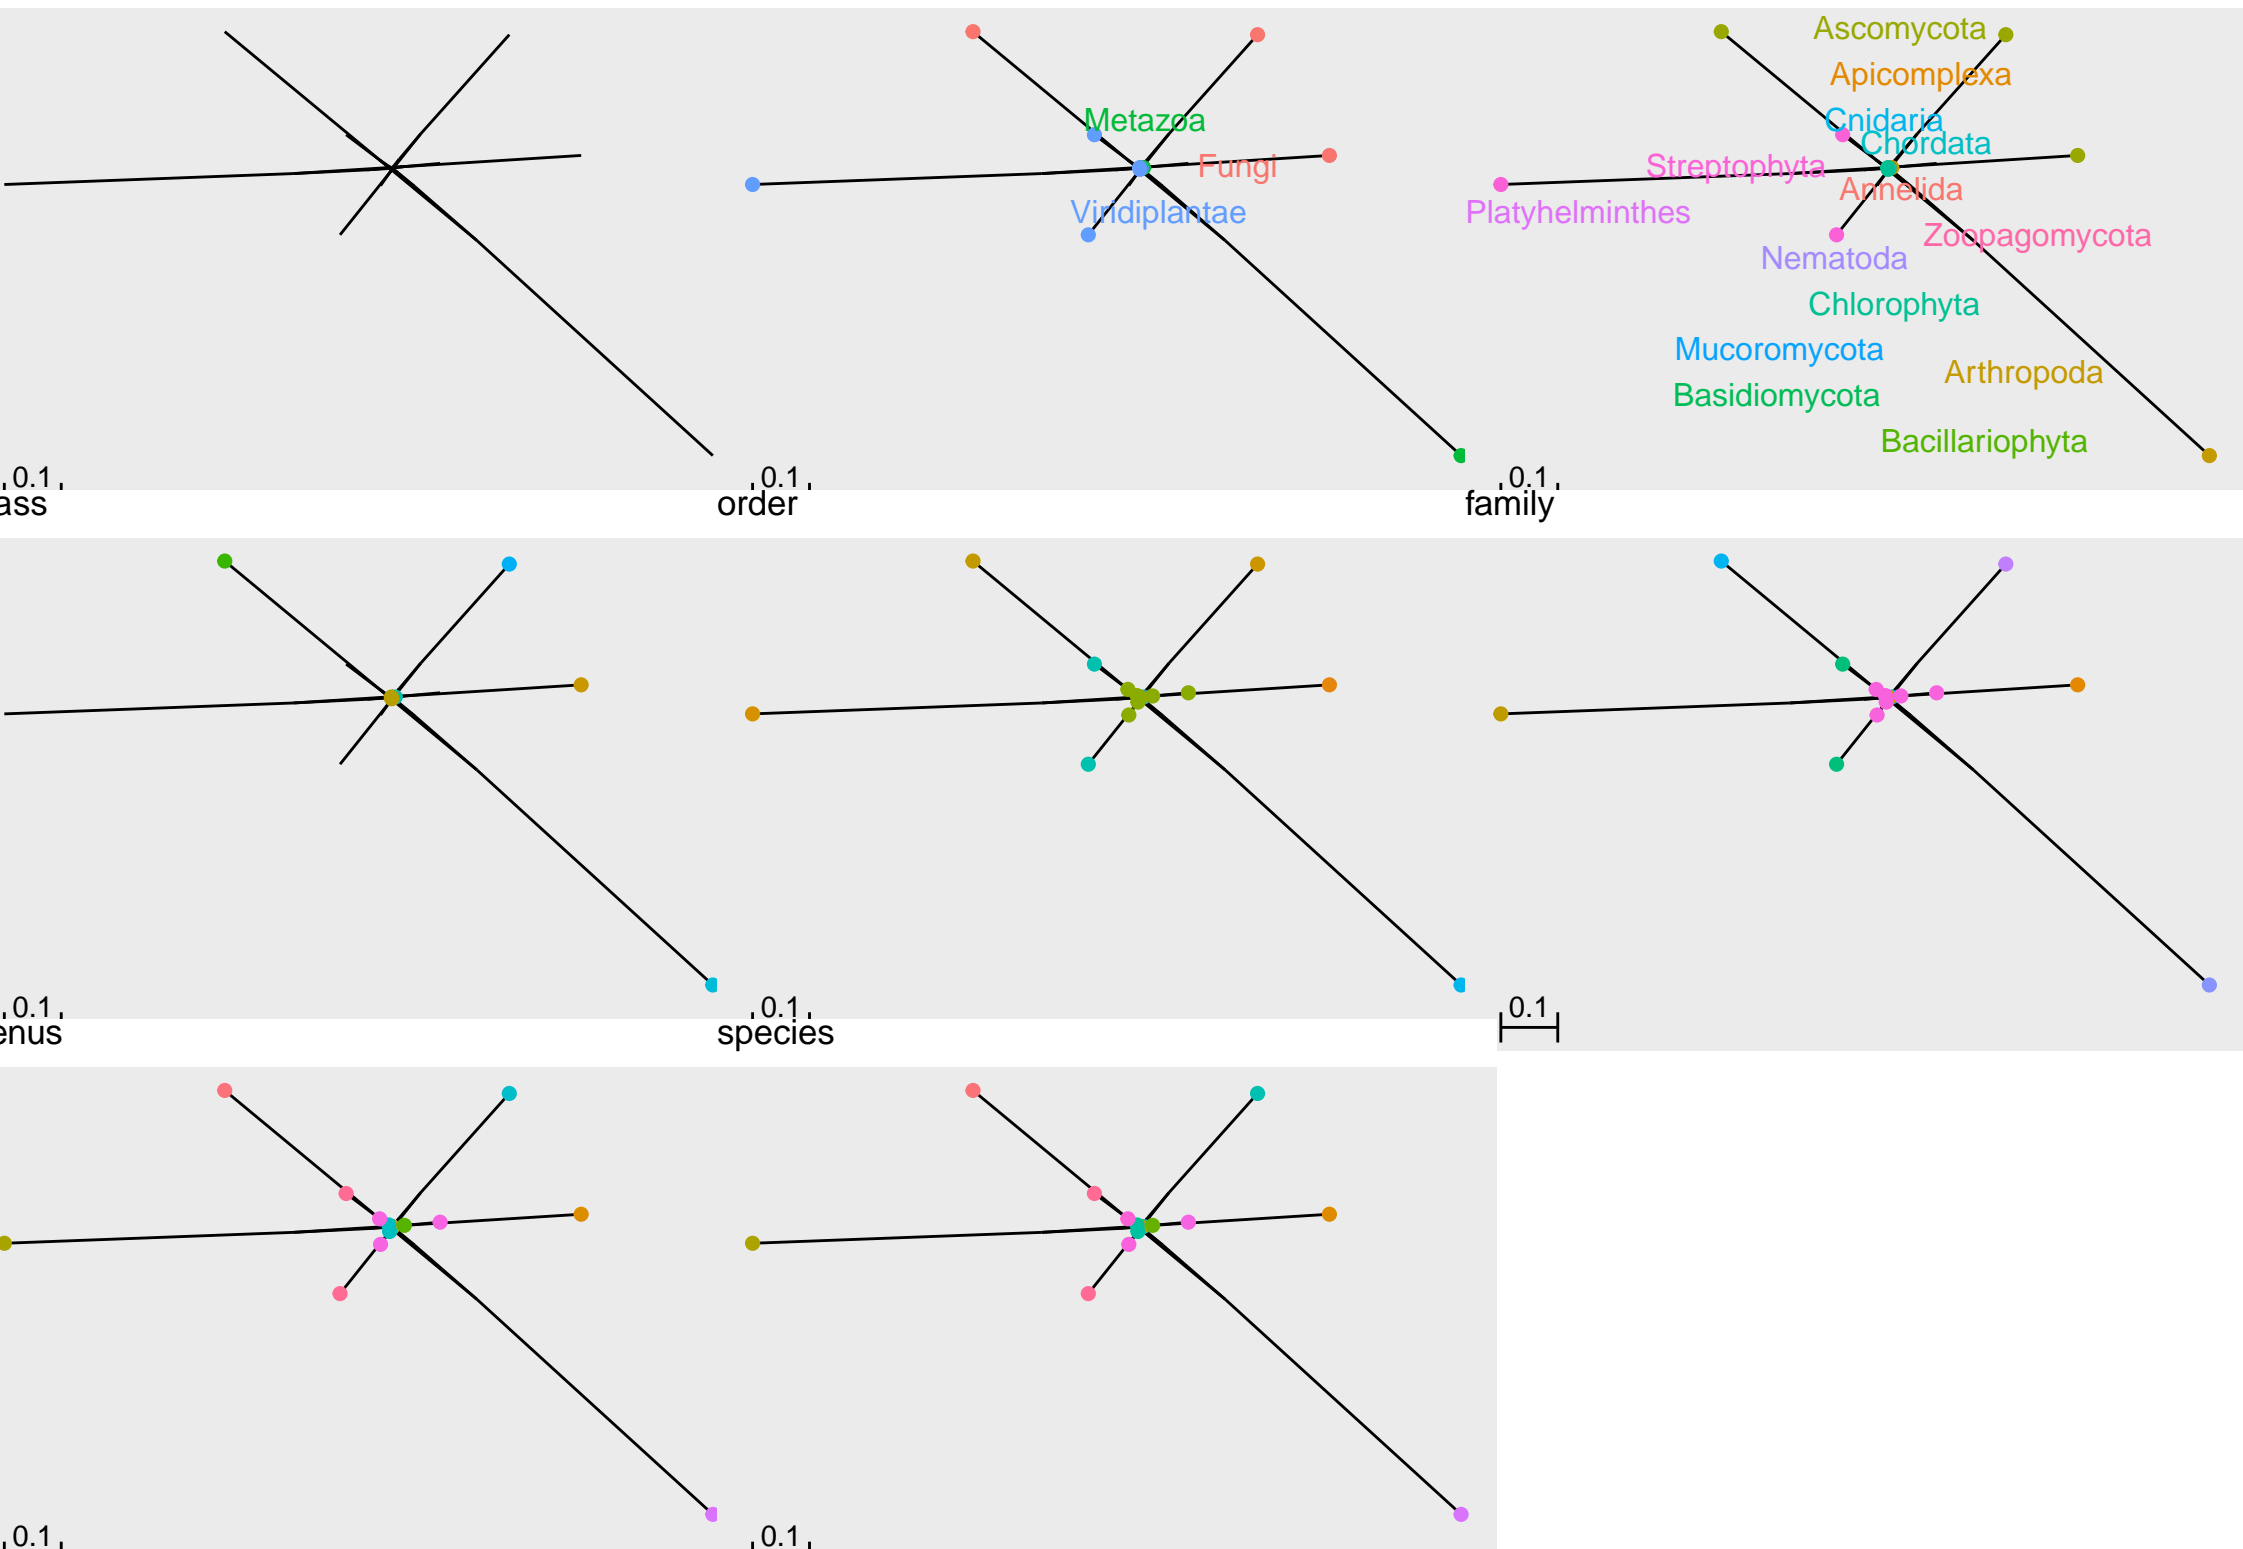 Ascomycota
Apicomplexa
Metazoa
Cnidaria
Chordata
Fungi
Streptophyta
Annelida
Viridiplantae
Platyhelminthes
Zoopagomycota
Nematoda
Chlorophyta
Mucoromycota
Arthropoda
Basidiomycota
Bacillariophyta
0.1
0.1
0.1
ass
order
family
0.1
0.1
0.1
enus
species
0.1
0.1